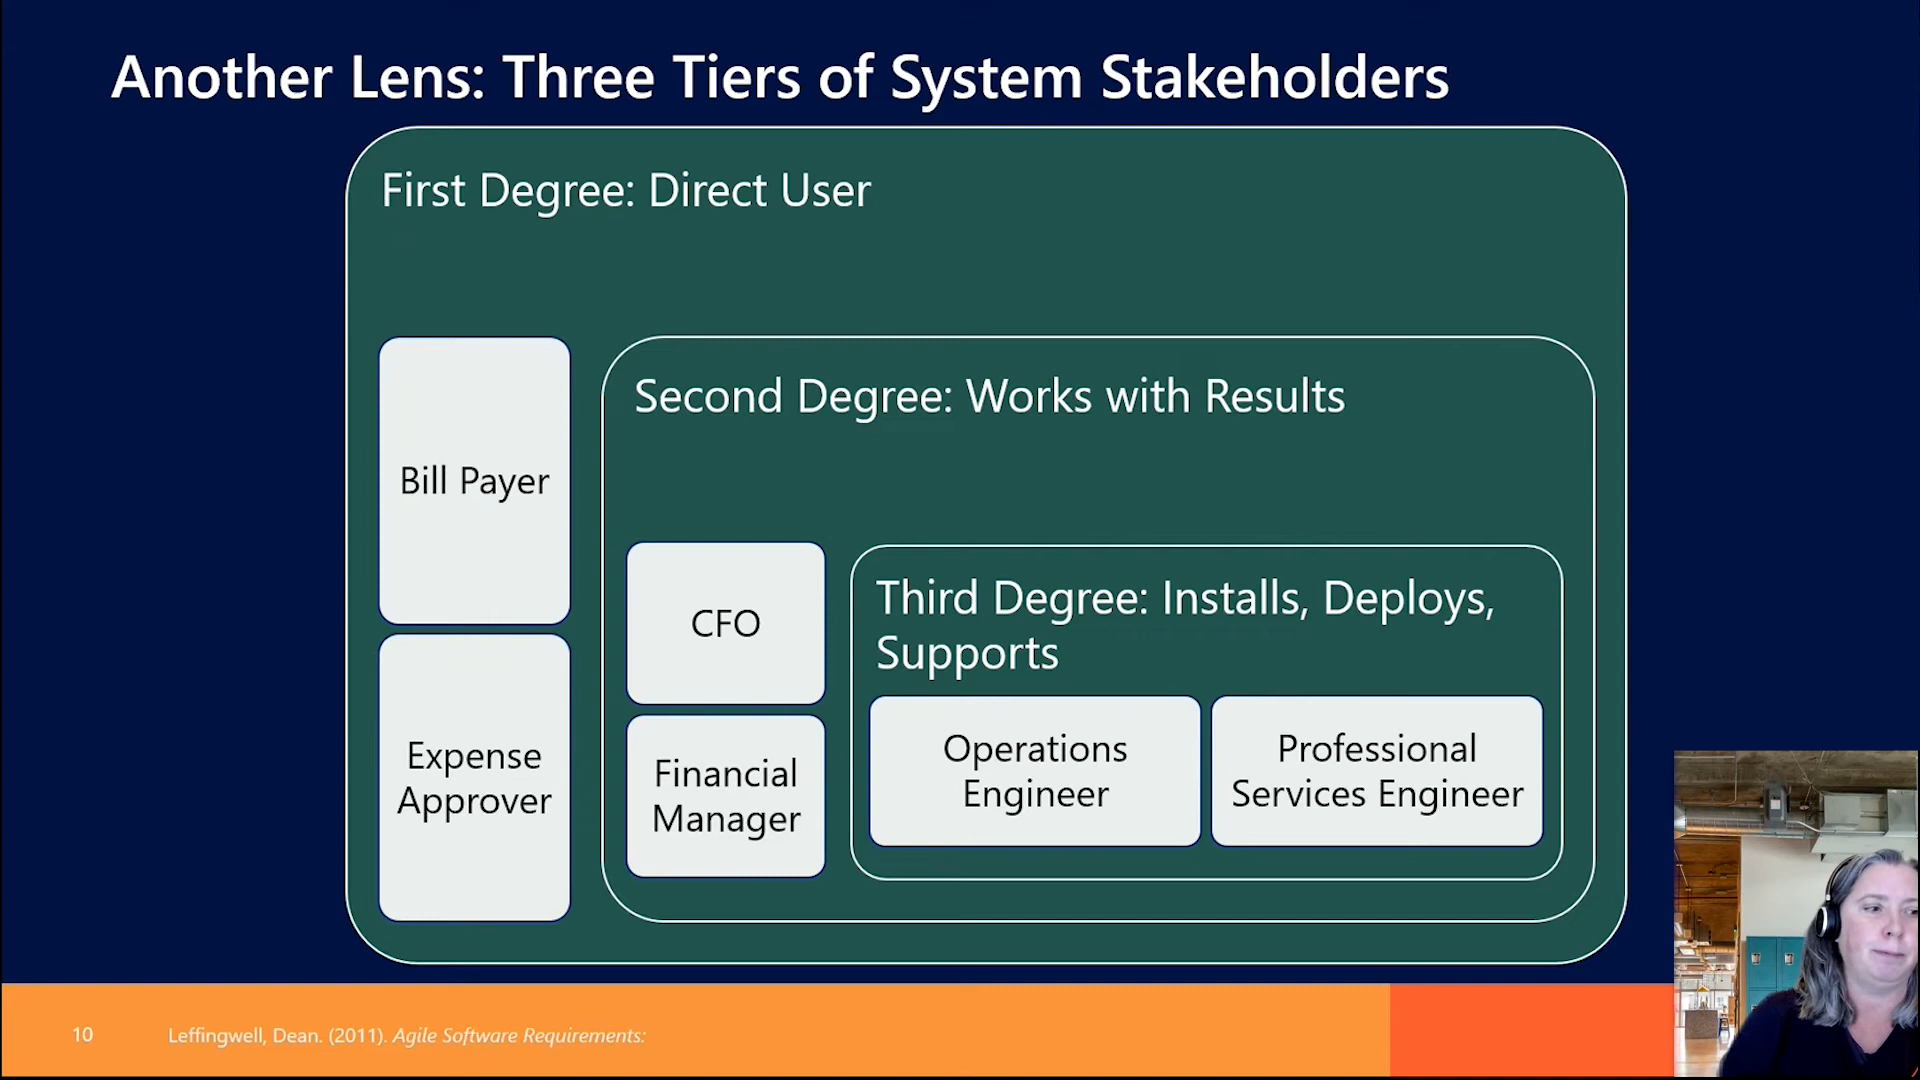 Another Lens: Three Tiers of System Stakeholders
First Degree: Direct User
Bill Payer
Expense
Approver
Second Degree: Works with Results
CFO
Financial
Manager
Third Degree: Installs, Deploys,
Supports
Operations
Engineer
Professional
Services Engineer
10
Leffingwell, Dean. (2011). Agile Software Requirements: